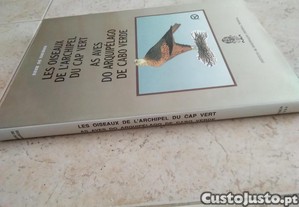 LES OISEAUX
DE L'ARCHIPEL
DU CAP VERT
AS AVES
DO ARQUIPÉLAGO
DE CABO VERDE
LES OISEAUX DE L'ARCHIPEL DU CAP VERT
AS AVES DO ARQUIPÉLAGO DE CABO VERDE
CustoJusto.pt